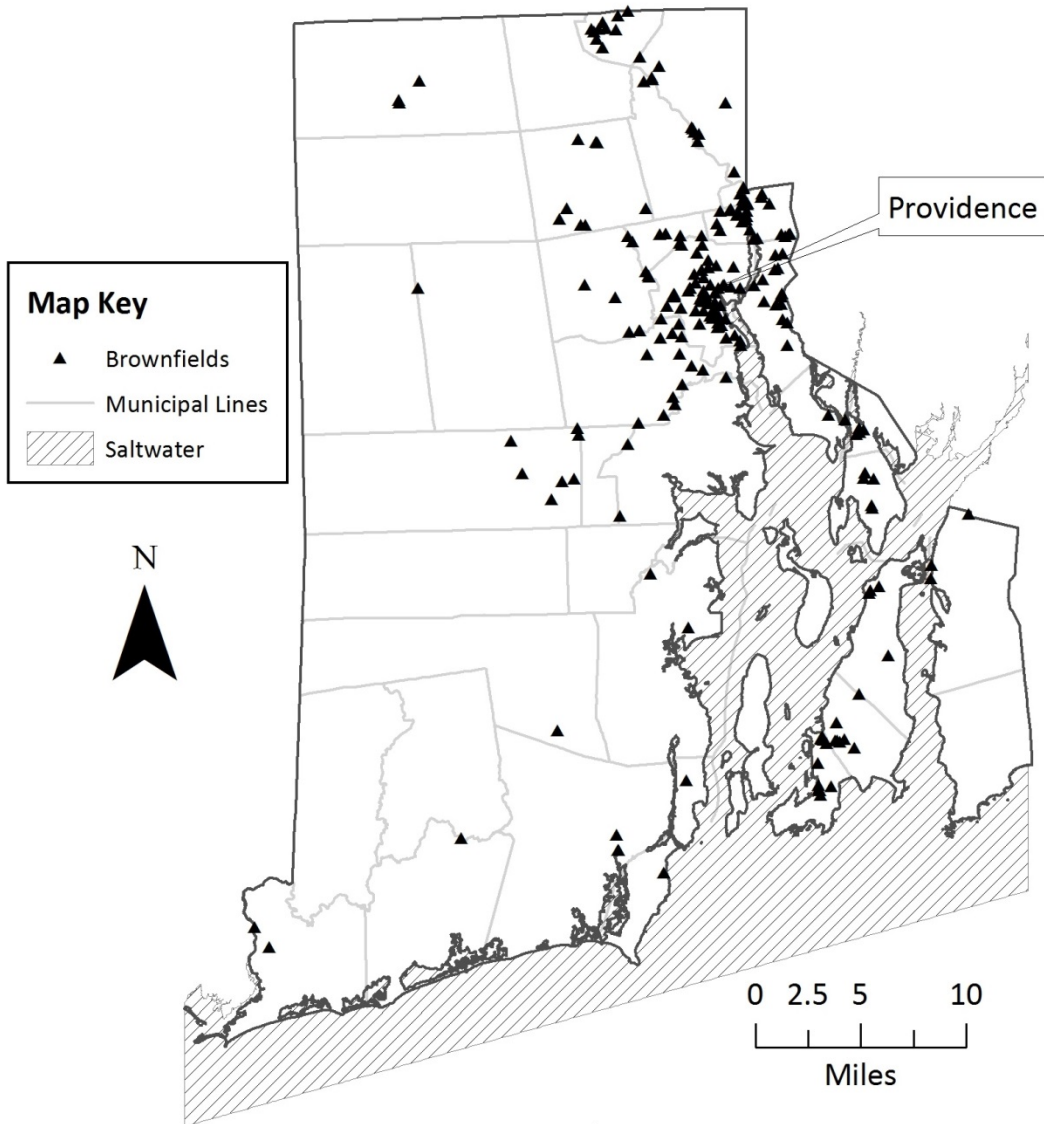 Providence
Map Key
Brownfields
Municipal Lines
Saltwater
N
0 2.5 5 10
Miles